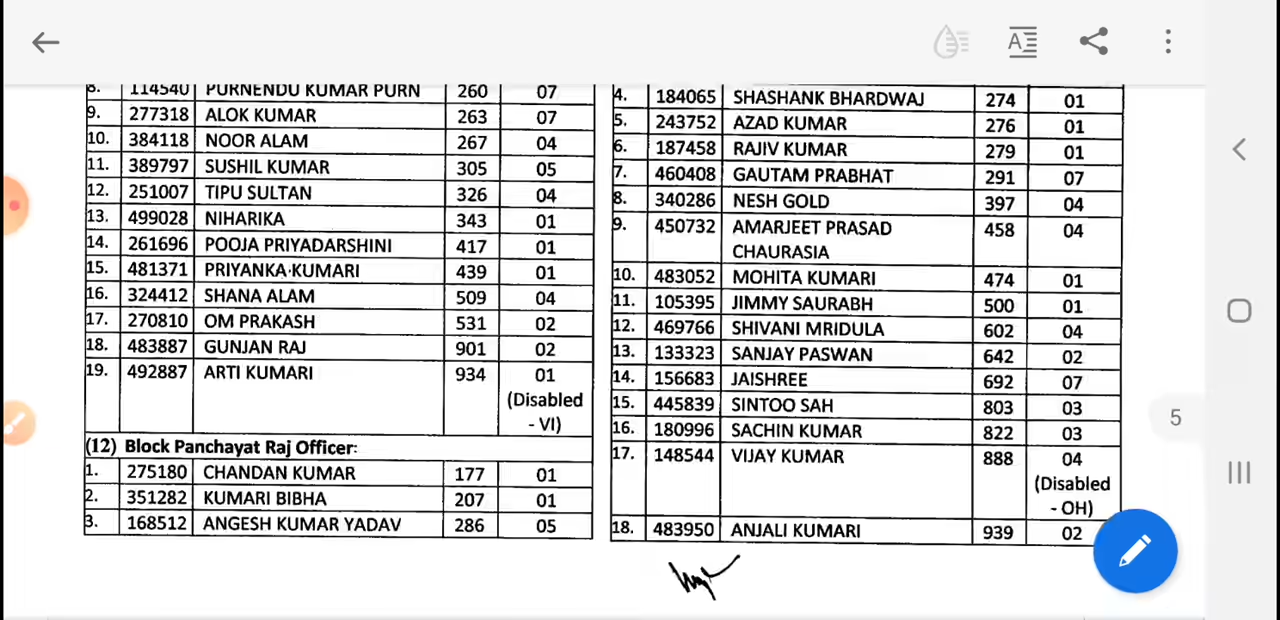 8. 114540 PURNENDU KUMAR PURN 260 07
9. 277318 ALOK KUMAR 263 07
10. 384118 NOOR ALAM 267 04
11. 389797 SUSHIL KUMAR 305 05
12. 251007 TIPU SULTAN 326 04
13. 499028 NIHARIKA 343 01
14. 261696 POOJA PRIYADARSHINI 417 01
15. 481371 PRIYANKA KUMARI 439 01
16. 324412 SHANA ALAM 509 04
17. 270810 OM PRAKASH 531 02
18. 483887 GUNJAN RAJ 901 02
19. 492887 ARTI KUMARI 934 01
(Disabled
- VI)
(12) Block Panchayat Raj Officer:
1. 275180 CHANDAN KUMAR 177 01
2. 351282 KUMARI BIBHA 207 01
3. 168512 ANGESH KUMAR YADAV 286 05
4. 184065 SHASHANK BHARDWAJ 274 01
5. 243752 AZAD KUMAR 276 01
6. 187458 RAJIV KUMAR 279 01
7. 460408 GAUTAM PRABHAT 291 07
8. 340286 NESH GOLD 397 04
9. 450732 AMARJEET PRASAD 458 04
CHAURASIA
10. 483052 MOHITA KUMARI 474 01
11. 105395 JIMMY SAURABH 500 01
12. 469766 SHIVANI MRIDULA 602 04
13. 133323 SANJAY PASWAN 642 02
14. 156683 JAISHREE 692 07
15. 445839 SINTOO SAH 803 03
16. 180996 SACHIN KUMAR 822 03
17. 148544 VIJAY KUMAR 888 04
(Disabled
- OH)
18. 483950 ANJALI KUMARI 939 02
5